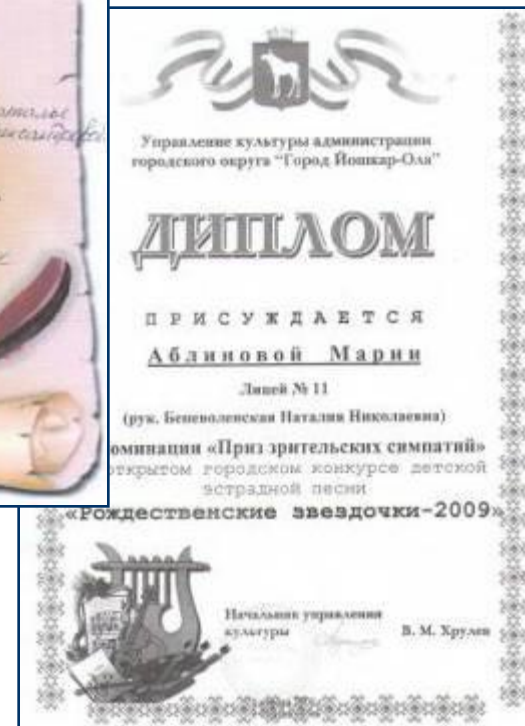 Управление культуры администрации
городского округа "Город Йошкар-Ола"
ДИПЛОМ
ПРИСУЖДАЕТСЯ
Аблиновой Марии
Лицей № 11
(рук. Беневоленская Наталия Николаевна)
оминации «Приз зрительских симпатий»
открытом городском конкурсе детской
эстрадной песни
«Рождественские звездочки-2009»
Начальник управления
культуры В. М. Хрулев